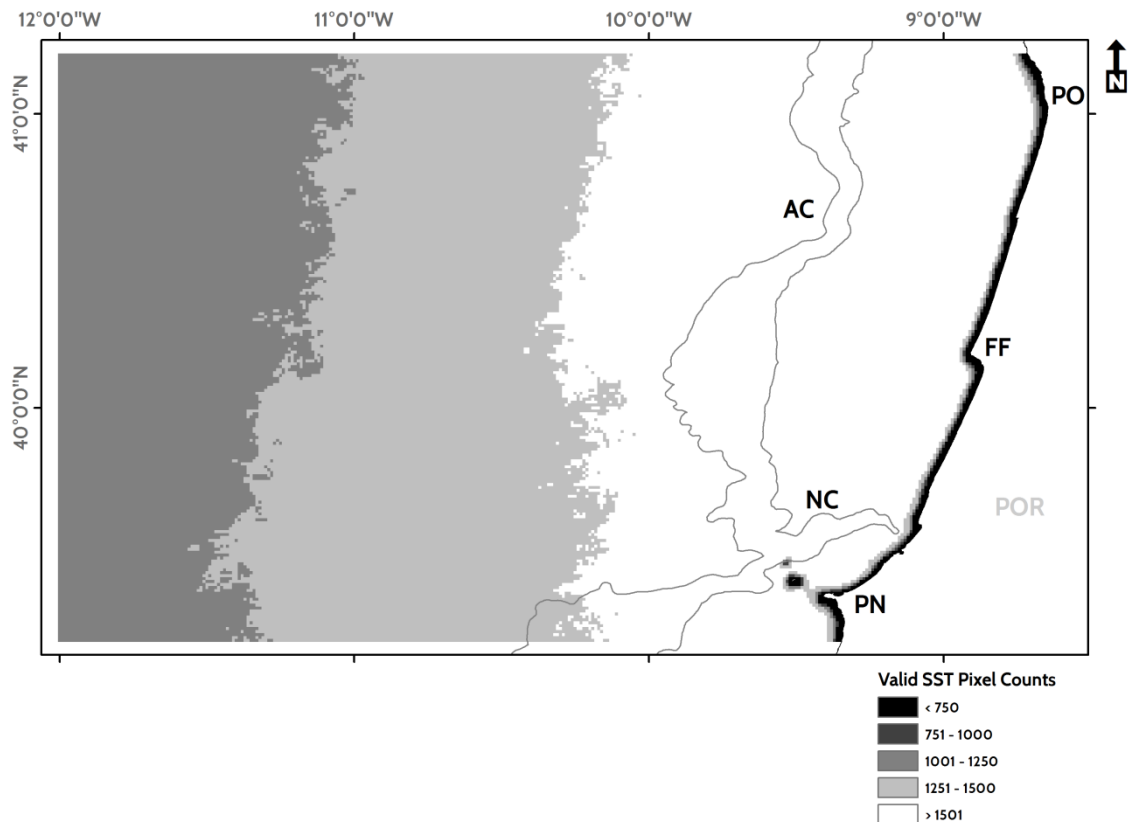 12°0'0"W 11°0'0"W 10°0'0"W 9°0'0"W
N
41°0'0"N
PO
AC
FF
40°0'0"N
NC
POR
PN
Valid SST Pixel Counts
< 750
751 - 1000
1001 - 1250
1251 - 1500
> 1501